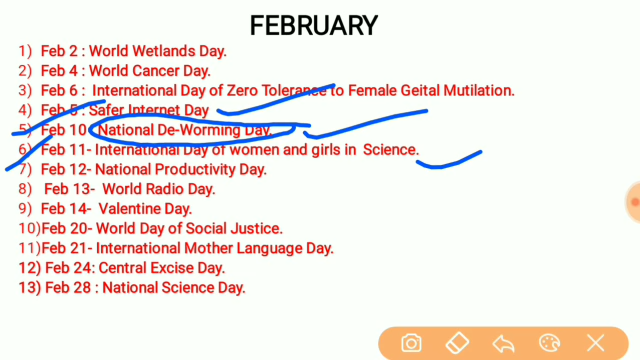 FEBRUARY
1) Feb 2 : World Wetlands Day.
2) Feb 4 : World Cancer Day.
3) Feb 6 : International Day of Zero Tolerance to Female Geital Mutilation.
4) Feb 5 : Safer Internet Day
5) Feb 10 National De-Worming Day.
6) Feb 11- International Day of women and girls in Science.
7) Feb 12- National Productivity Day.
8) Feb 13- World Radio Day.
9) Feb 14- Valentine Day.
10)Feb 20- World Day of Social Justice.
11)Feb 21- International Mother Language Day.
12) Feb 24: Central Excise Day.
13) Feb 28 : National Science Day.